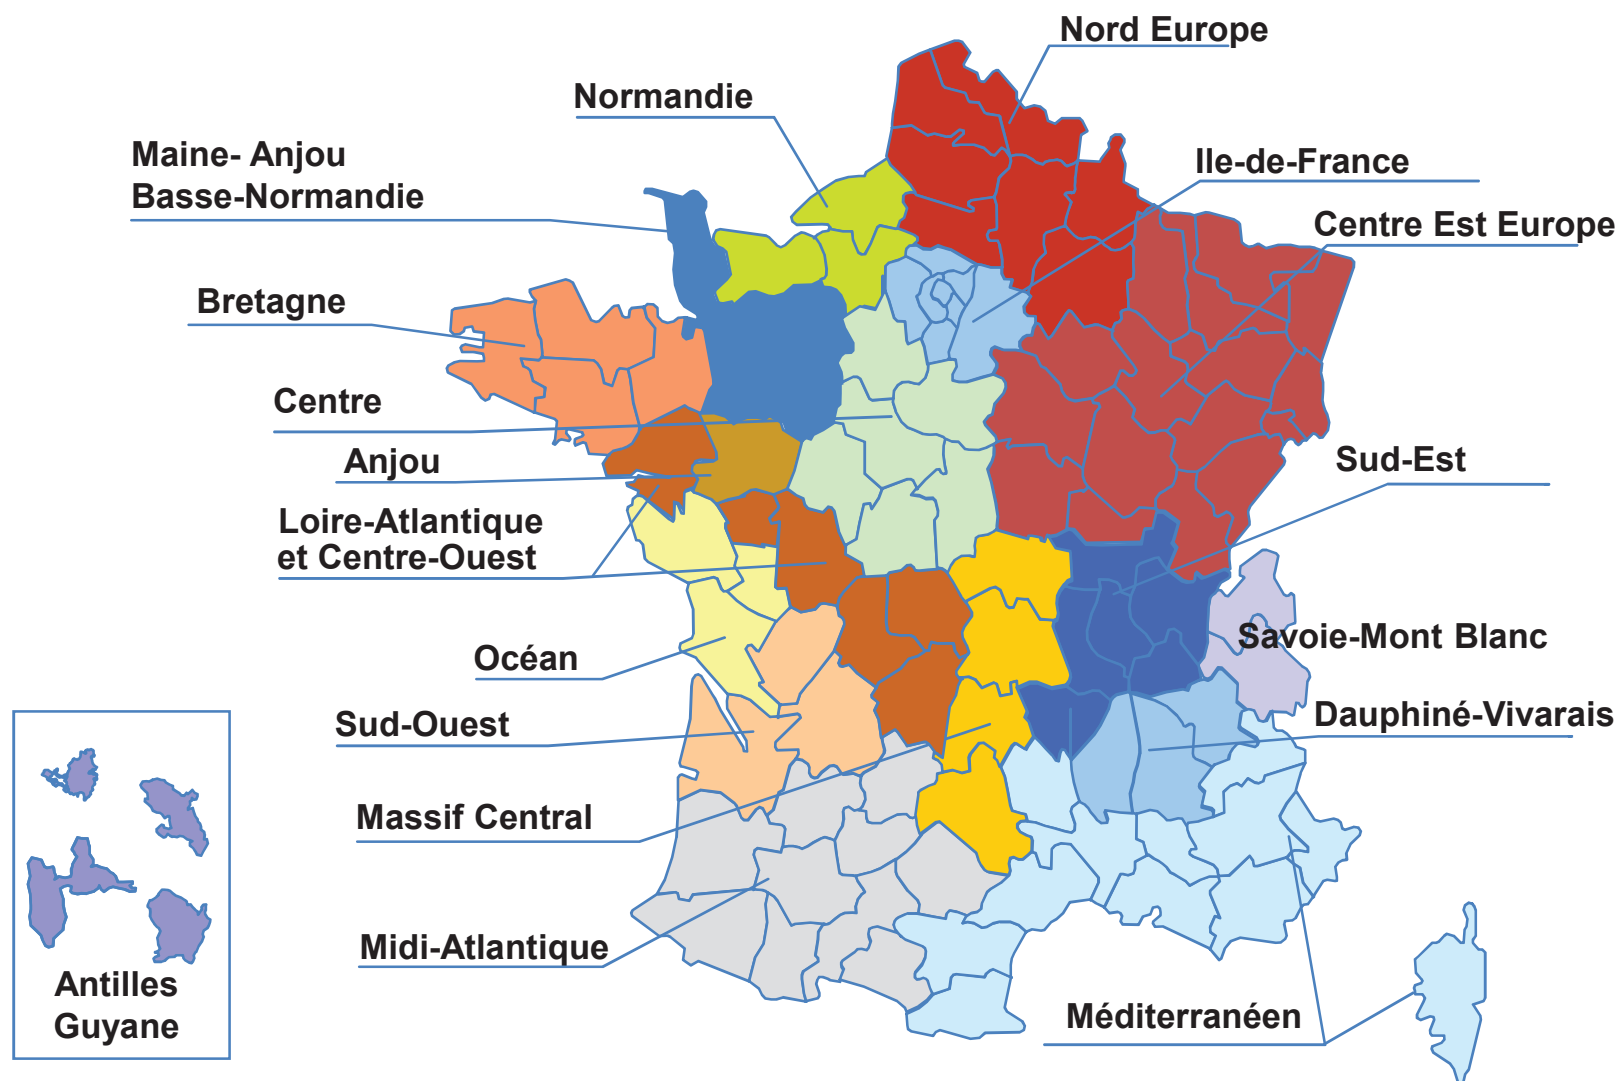 Nord Europe
Normandie
Maine- Anjou
Basse-Normandie
Ile-de-France
Centre Est Europe
Bretagne
Centre
Anjou
Sud-Est
Loire-Atlantique
et Centre-Ouest
Savoie-Mont Blanc
Océan
Sud-Ouest
Dauphiné-Vivarais
Massif Central
Midi-Atlantique
Antilles
Guyane
Méditerranéen